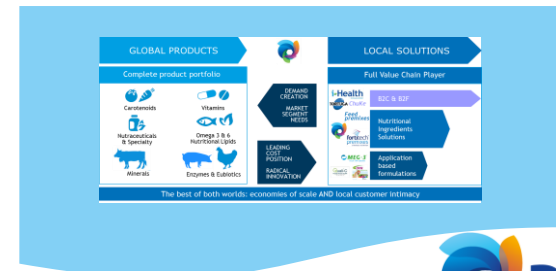 GLOBAL PRODUCTS
LOCAL SOLUTIONS
Complete product portfolio
Full Value Chain Player
Carotenoids
Vitamins
Nutraceuticals
& Specialty
Omega 3 & 6
Nutritional Lipids
Minerals
Enzymes & Eubiotics
DEMAND
CREATION
MARKET
SEGMENT
NEEDS
LEADING
COST
POSITION
RADICAL
INNOVATION
i-Health
B2C & B2F
Feed
premixes
fortitech
premixes
Nutritional
Ingredients
Solutions
Application
based
formulations
The best of both worlds: economies of scale AND local customer intimacy